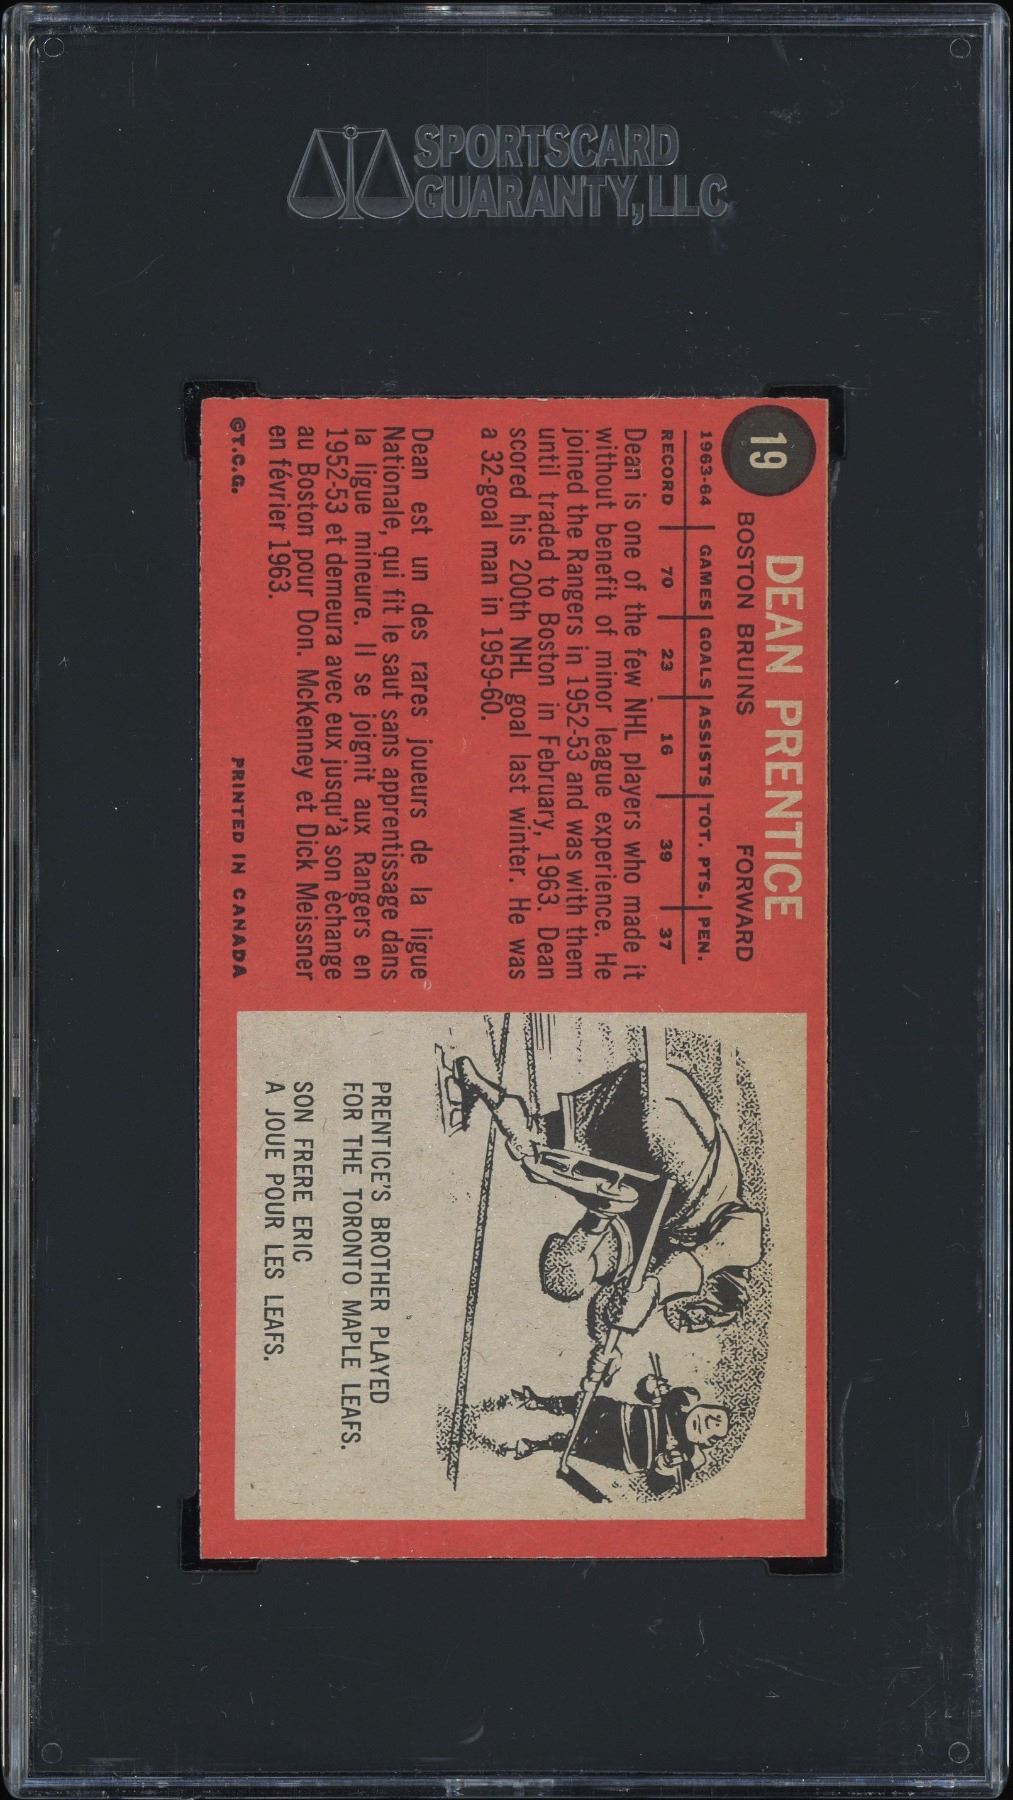 SPORTSCARD
GUARANTY, LLC
19
DEAN PRENTICE
BOSTON BRUINS FORWARD
1963-64 GAMES GOALS ASSISTS TOT. PTS. PEN.
RECORD 70 23 16 39 37
Dean is one of the few NHL players who made it
without benefit of minor league experience. He
joined the Rangers in 1952-53 and was with them
until traded to Boston in February, 1963. Dean
scored his 200th NHL goal last winter. He was
a 32-goal man in 1959-60.
Dean est un des rares joueurs de la ligue
Nationale, qui fit le saut sans apprentissage dans
la ligue mineure. Il se joignit aux Rangers en
1952-53 et demeura avec eux jusqu'à son èchange
au Boston pour Don. McKenney et Dick Meissner
en février 1963.
©T.C.G. PRINTED IN CANADA
PRENTICE'S BROTHER PLAYED
FOR THE TORONTO MAPLE LEAFS.
SON FRERE ERIC
A JOUE POUR LES LEAFS.